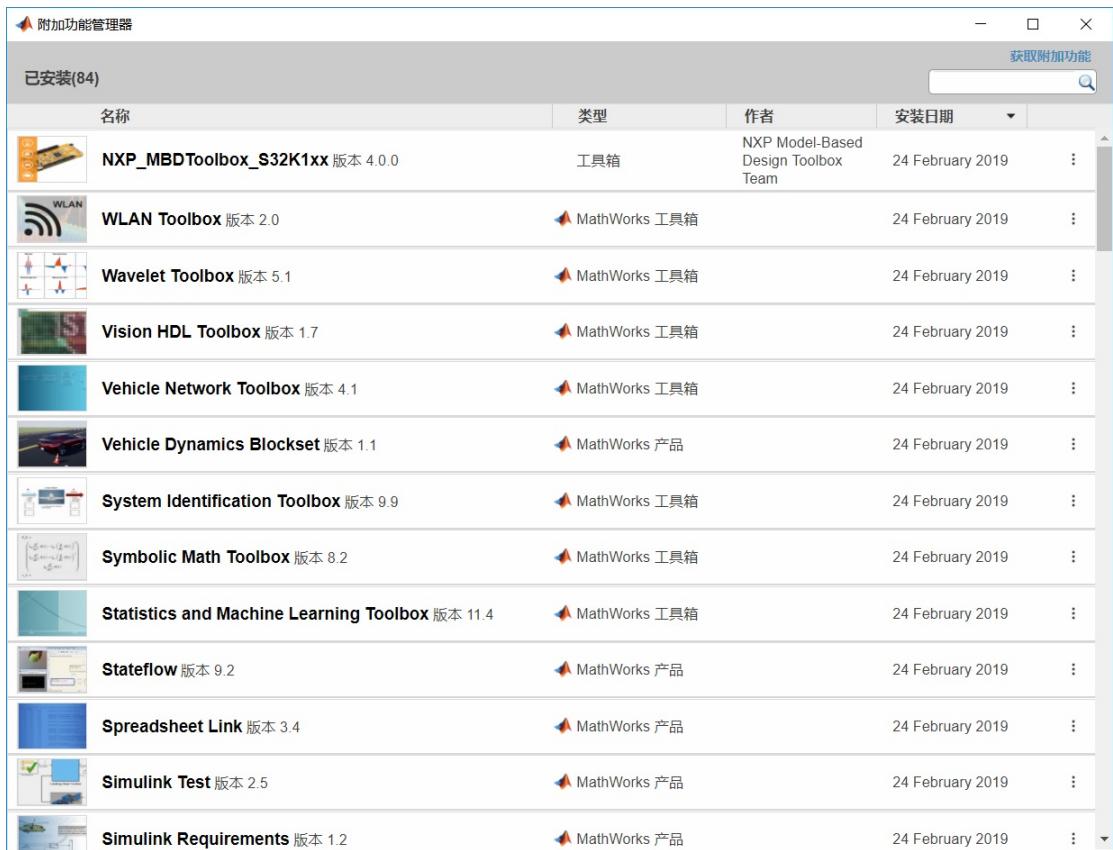 附加功能管理器
获取附加功能
已安装(84)
名称 类型 作者 安装日期
NXP_MBDToolbox_S32K1xx 版本 4.0.0 工具箱 NXP Model-Based Design Toolbox Team 24 February 2019
WLAN
WLAN Toolbox 版本 2.0 MathWorks 工具箱 24 February 2019
Wavelet Toolbox 版本 5.1 MathWorks 工具箱 24 February 2019
Vision HDL Toolbox 版本 1.7 MathWorks 工具箱 24 February 2019
Vehicle Network Toolbox 版本 4.1 MathWorks 工具箱 24 February 2019
Vehicle Dynamics Blockset 版本 1.1 MathWorks 产品 24 February 2019
System Identification Toolbox 版本 9.9 MathWorks 工具箱 24 February 2019
Symbolic Math Toolbox 版本 8.2 MathWorks 工具箱 24 February 2019
Statistics and Machine Learning Toolbox 版本 11.4 MathWorks 工具箱 24 February 2019
Stateflow 版本 9.2 MathWorks 产品 24 February 2019
Spreadsheet Link 版本 3.4 MathWorks 产品 24 February 2019
Simulink Test 版本 2.5 MathWorks 产品 24 February 2019
Simulink Requirements 版本 1.2 MathWorks 产品 24 February 2019